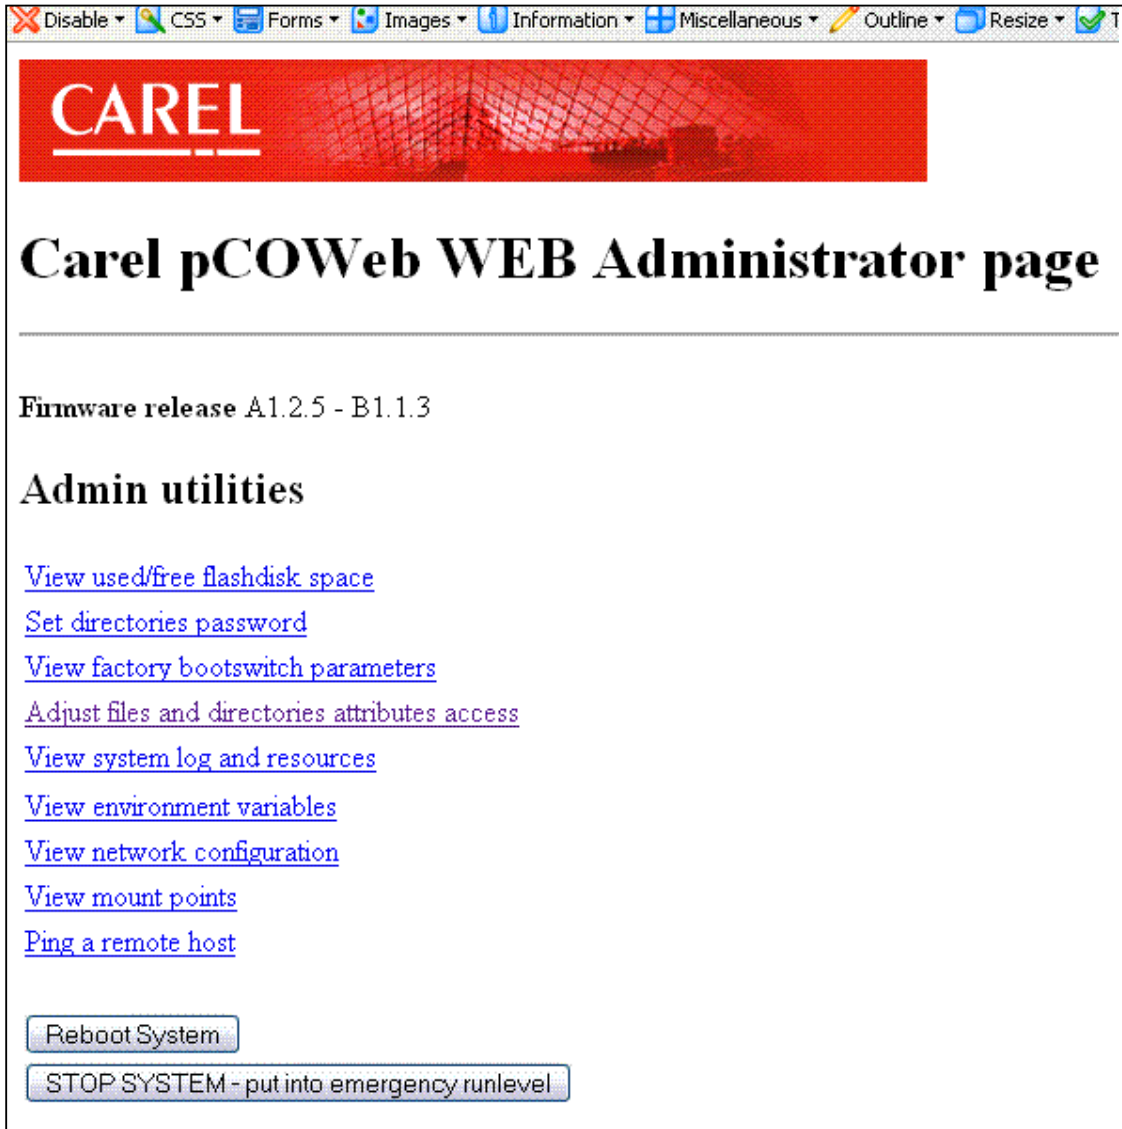 Disable CSS Forms Images Information Miscellaneous Outline Resize T
CAREL
Carel pCOWeb WEB Administrator page
Firmware release A1.2.5 - B1.1.3
Admin utilities
View used/free flashdisk space
Set directories password
View factory bootswitch parameters
Adjust files and directories attributes access
View system log and resources
View environment variables
View network configuration
View mount points
Ping a remote host
Reboot System
STOP SYSTEM - put into emergency runlevel